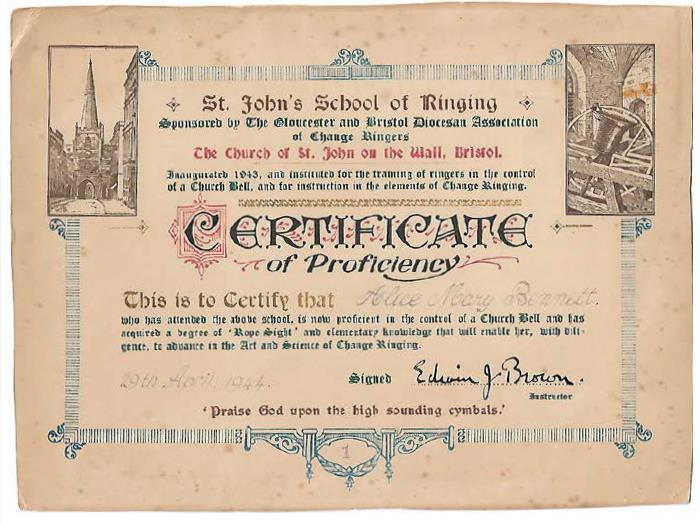 St. John's School of Ringing
Sponsored by The Gloucester and Bristol Diocesan Association
of Change Ringers
The Church of St. John on the Wall, Bristol.
Inaugurated 1943, and instituted for the training of ringers in the control
of a Church Bell, and for instruction in the elements of Change Ringing.
CERTIFICATE
of Proficiency
This is to Certify that Alice Mary Bennett.
who has attended the above school, is now proficient in the control of a Church Bell and has
acquired a degree of 'Rope Sight' and elementary knowledge that will enable her, with dili-
gence, to advance in the Art and Science of Change Ringing.
29th April, 1944. Signed Edwin J. Brown.
Instructor
'Praise God upon the high sounding cymbals.'
1